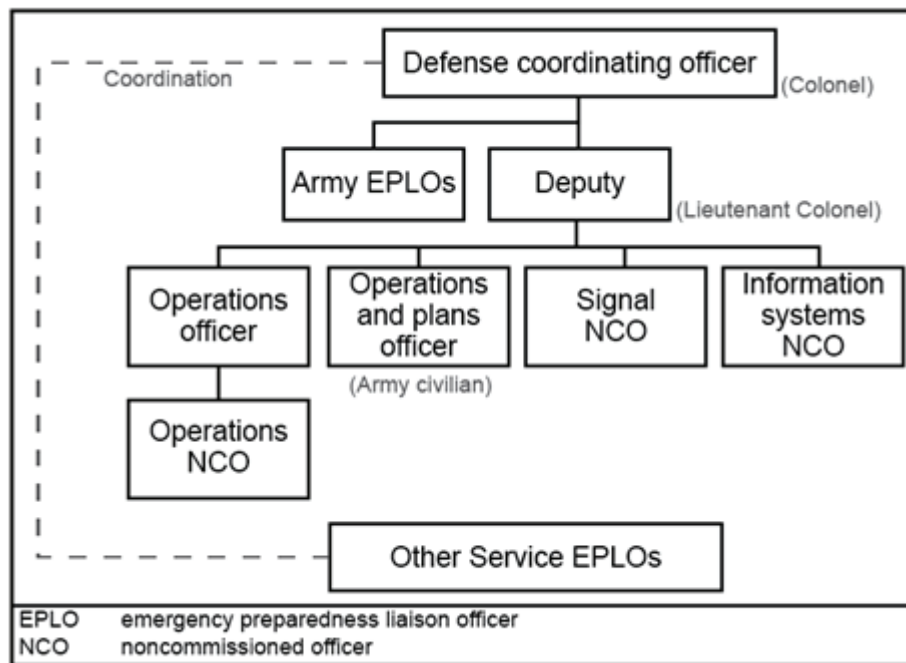 Defense coordinating officer
Coordination
(Colonel)
Army EPLOs
Deputy
(Lieutenant Colonel)
Operations
officer
Operations
and plans
officer
Signal
NCO
Information
systems
NCO
(Army civilian)
Operations
NCO
Other Service EPLOs
EPLO emergency preparedness liaison officer
NCO noncommissioned officer